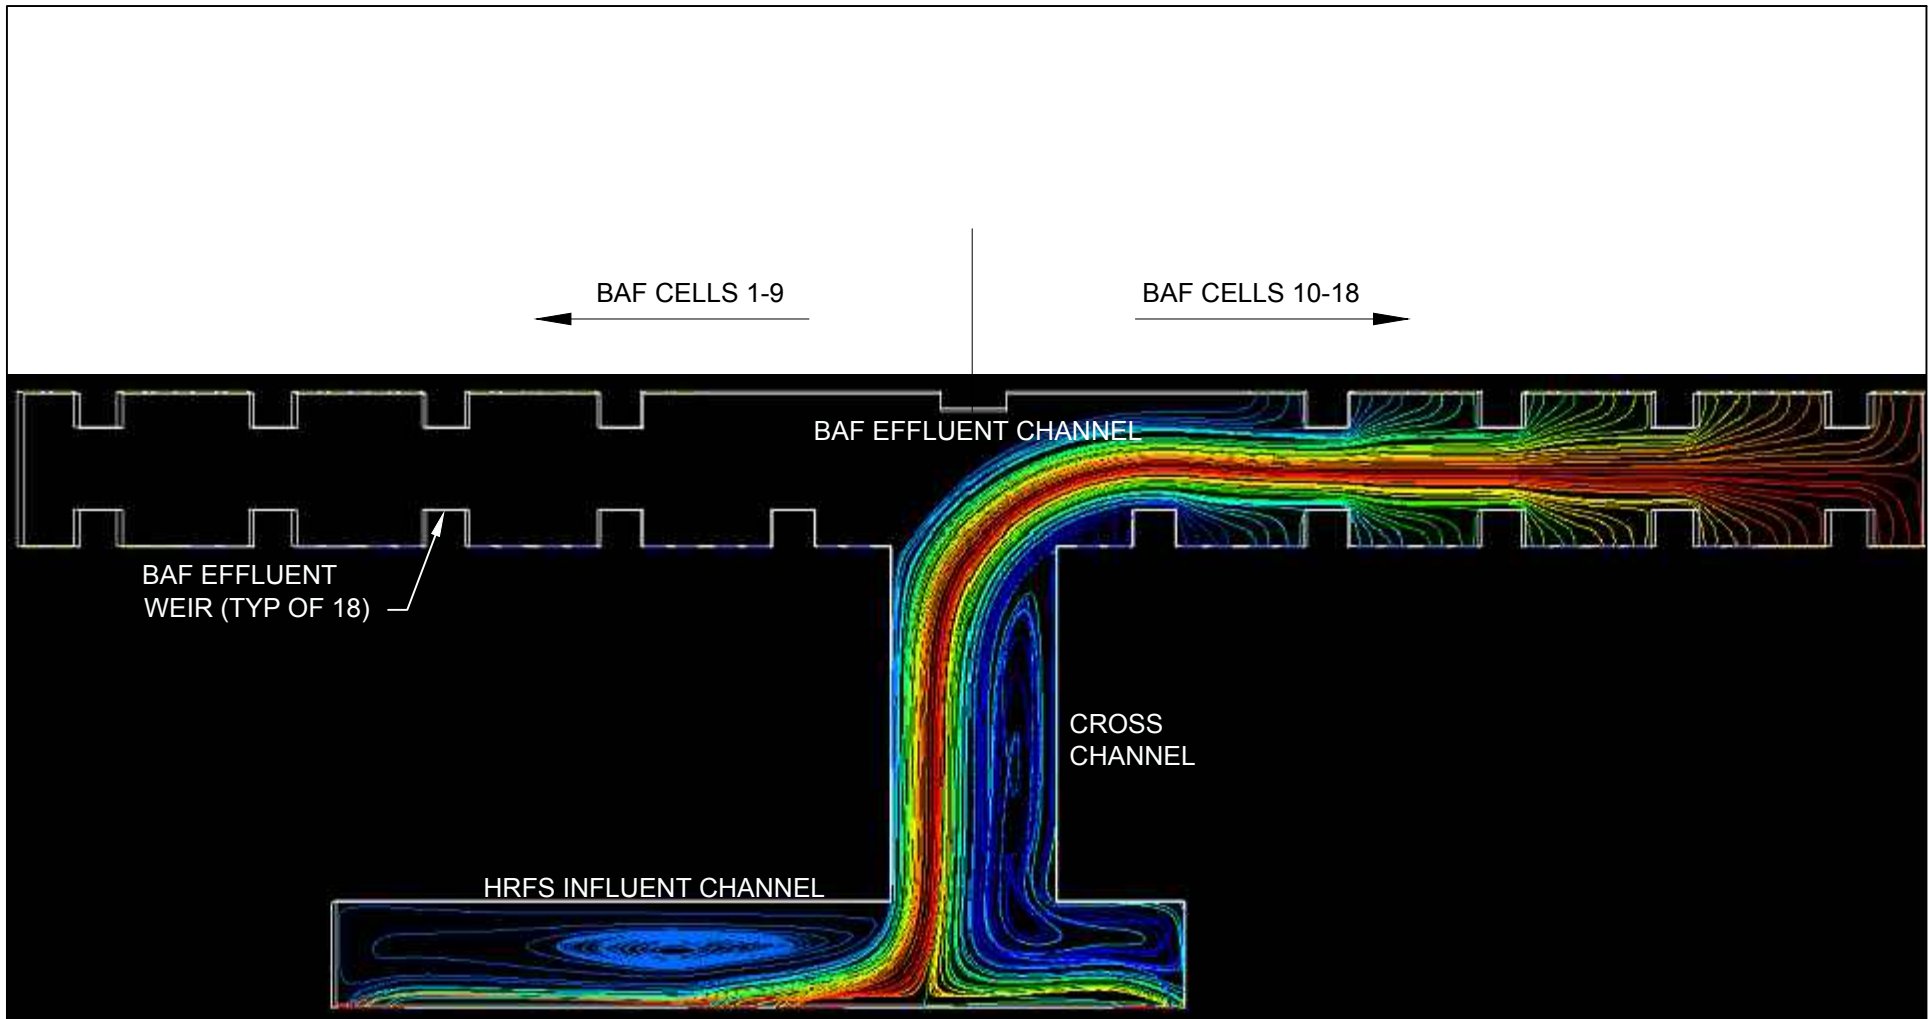 BAF CELLS 1-9
BAF CELLS 10-18
BAF EFFLUENT CHANNEL
BAF EFFLUENT
WEIR (TYP OF 18)
CROSS
CHANNEL
HRFS INFLUENT CHANNEL